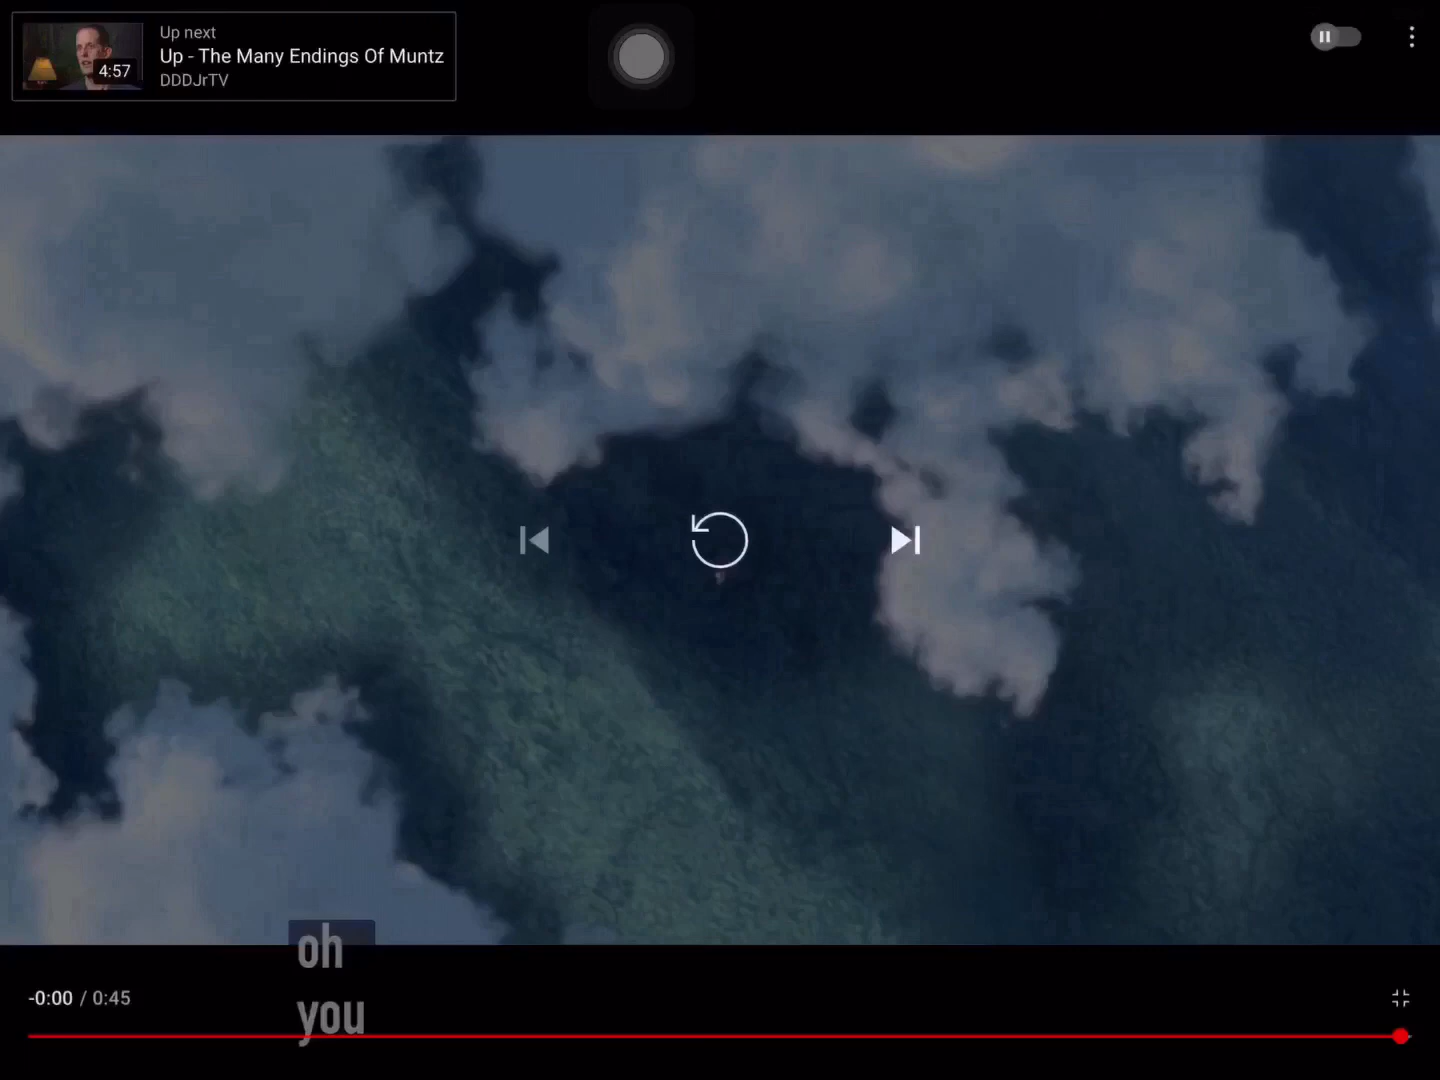 Up next
Up - The Many Endings Of Muntz
4:57
DDDJrTV
oh
you
-0:00 / 0:45